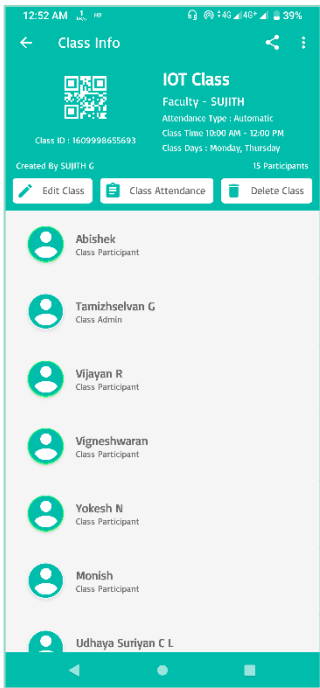 12:52 AM 1 4G 4G+ 39%
Class Info
IOT Class
Faculty - SUJITH
Attendance Type : Automatic
Class ID : 1609998655693
Class Time 10:00 AM - 12:00 PM
Class Days : Monday, Thursday
Created By SUJITH G
15 Participants
Edit Class
Class Attendance
Delete Class
Abishek
Class Participant
Tamizhselvan G
Class Admin
Vijayan R
Class Participant
Vigneshwaran
Class Participant
Yokesh N
Class Participant
Monish
Class Participant
Udhaya Suriyan C L